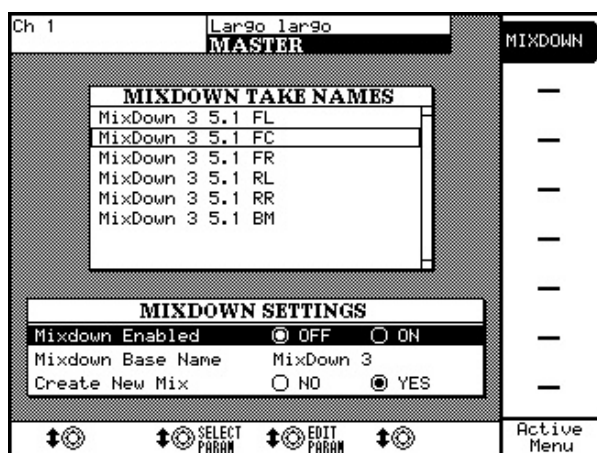 Ch 1
Largo largo
MASTER
MIXDOWN
MIXDOWN TAKE NAMES
MixDown 3 5.1 FL
MixDown 3 5.1 FC
MixDown 3 5.1 FR
MixDown 3 5.1 RL
MixDown 3 5.1 RR
MixDown 3 5.1 BM
MIXDOWN SETTINGS
Mixdown Enabled OFF ON
Mixdown Base Name MixDown 3
Create New Mix NO YES
SELECT PARAM
EDIT PARAM
Active Menu